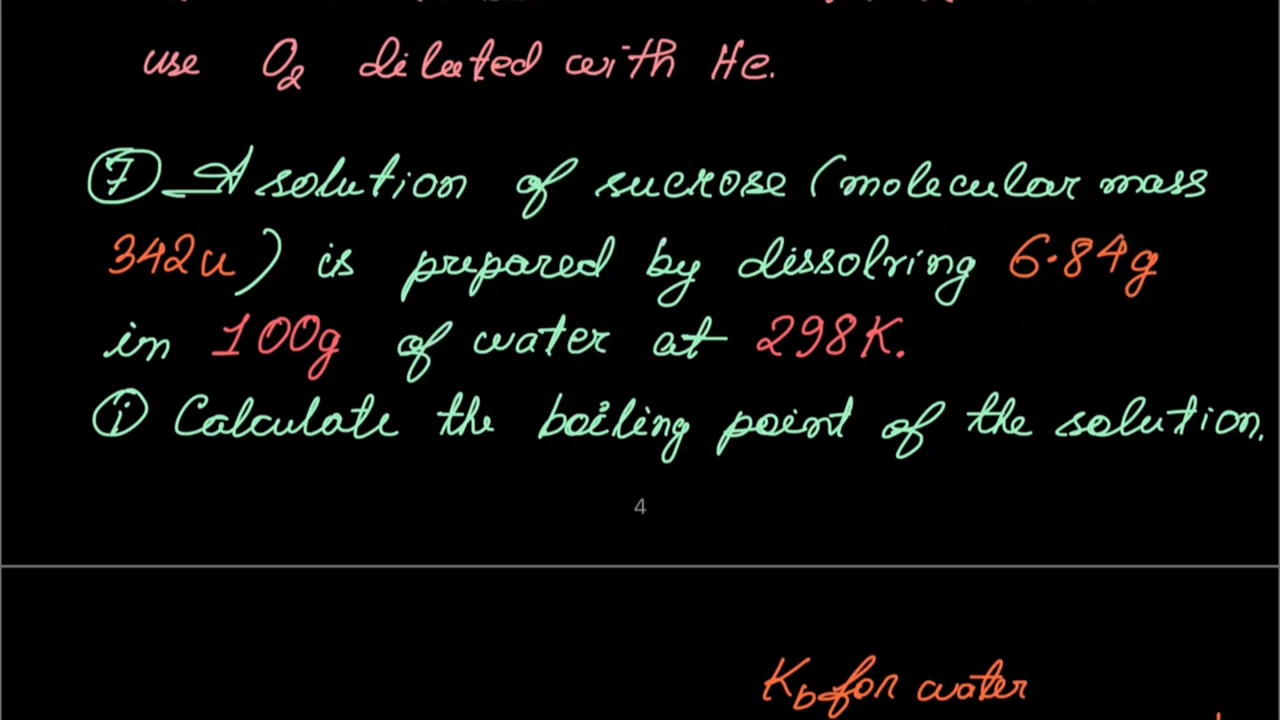 use O₂ diluted with He.
⑦ A solution of sucrose (molecular mass
342u) is prepared by dissolving 6.84g
in 100g of water at 298K.
ⓘ Calculate the boiling point of the solution.
4
K_b for water